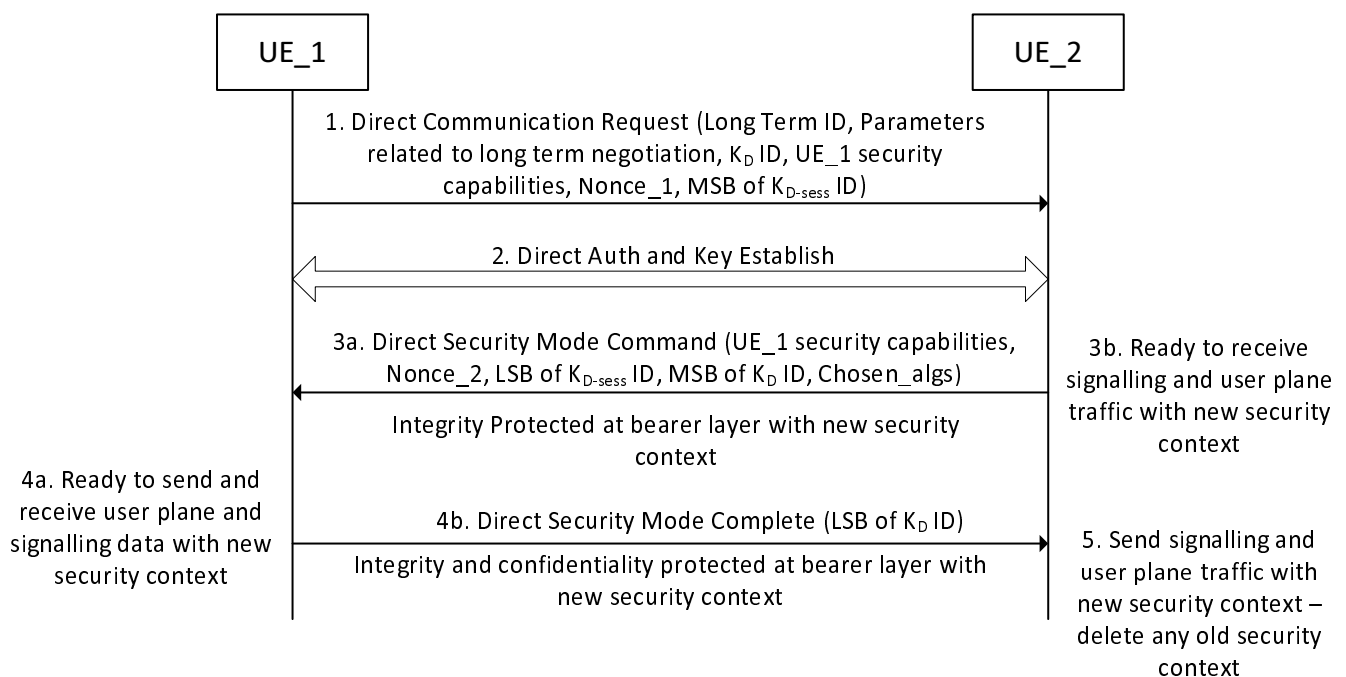 UE_1
UE_2
1. Direct Communication Request (Long Term ID, Parameters
related to long term negotiation, KD ID, UE_1 security
capabilities, Nonce_1, MSB of KD-sess ID)
2. Direct Auth and Key Establish
3a. Direct Security Mode Command (UE_1 security capabilities,
Nonce_2, LSB of KD-sess ID, MSB of KD ID, Chosen_algs)
Integrity Protected at bearer layer with new security
context
3b. Ready to receive
signalling and user plane
traffic with new security
context
4a. Ready to send and
receive user plane and
signalling data with new
security context
4b. Direct Security Mode Complete (LSB of KD ID)
Integrity and confidentiality protected at bearer layer with
new security context
5. Send signalling and
user plane traffic with
new security context –
delete any old security
context